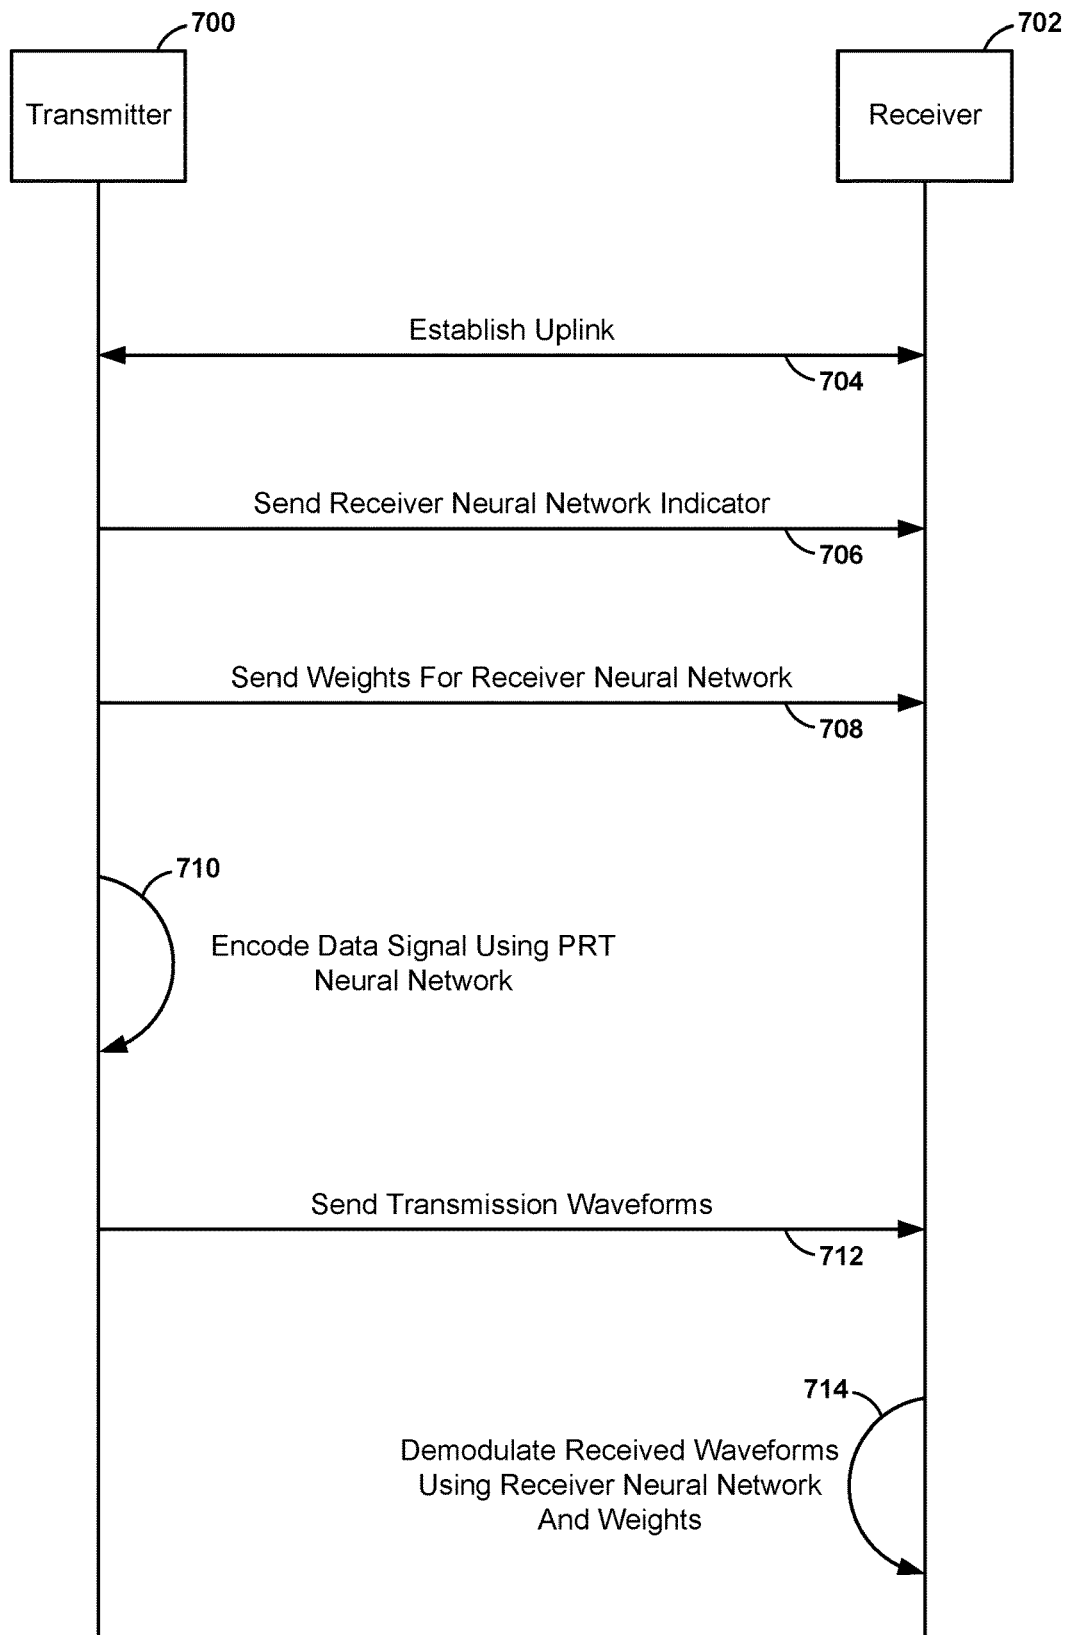 700
702
Transmitter
Receiver
Establish Uplink
704
Send Receiver Neural Network Indicator
706
Send Weights For Receiver Neural Network
708
710
Encode Data Signal Using PRT
Neural Network
Send Transmission Waveforms
712
714
Demodulate Received Waveforms
Using Receiver Neural Network
And Weights